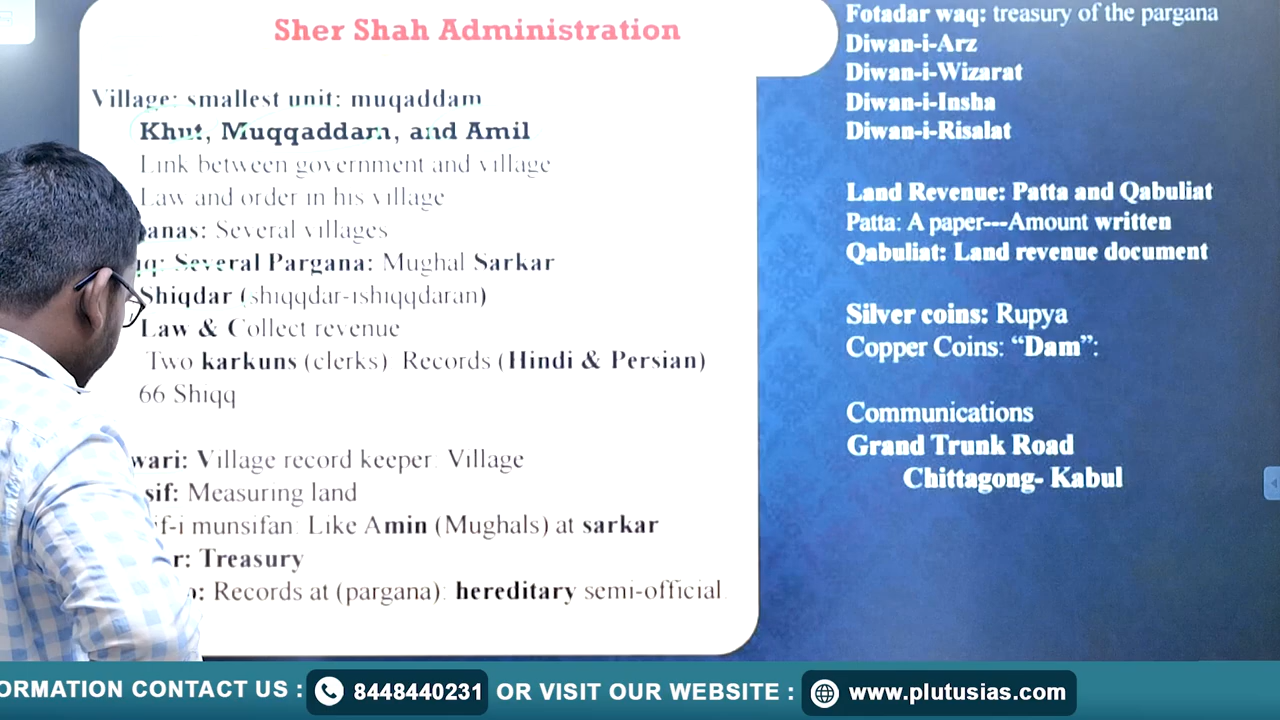 Sher Shah Administration
Village: smallest unit: muqaddam
Khut, Muqqaddam, and Amil
Link between government and village
Law and order in his village
anas: Several villages
q: Several Pargana: Mughal Sarkar
Shiqdar (shiqqdar-ishiqqdaran)
Law & Collect revenue
Two karkuns (clerks) Records (Hindi & Persian)
66 Shiqq
wari: Village record keeper: Village
sif: Measuring land
if-i munsifan: Like Amin (Mughals) at sarkar
r: Treasury
o: Records at (pargana): hereditary semi-official
Fotadar waq: treasury of the pargana
Diwan-i-Arz
Diwan-i-Wizarat
Diwan-i-Insha
Diwan-i-Risalat
Land Revenue: Patta and Qabuliat
Patta: A paper---Amount written
Qabuliat: Land revenue document
Silver coins: Rupya
Copper Coins: “Dam”:
Communications
Grand Trunk Road
Chittagong- Kabul
ORMATION CONTACT US : 8448440231 OR VISIT OUR WEBSITE : www.plutusias.com